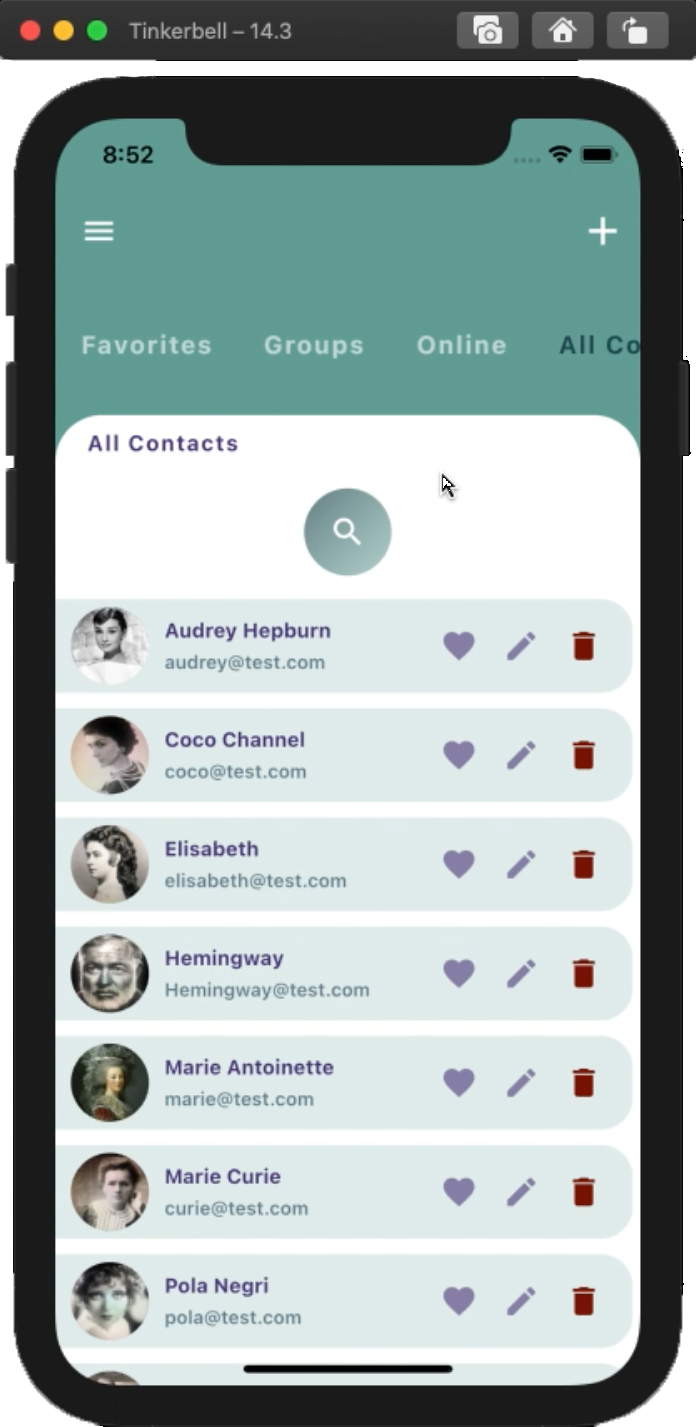 Tinkerbell – 14.3
8:52
Favorites Groups Online All Co
All Contacts
Audrey Hepburn
audrey@test.com
Coco Channel
coco@test.com
Elisabeth
elisabeth@test.com
Hemingway
Hemingway@test.com
Marie Antoinette
marie@test.com
Marie Curie
curie@test.com
Pola Negri
pola@test.com